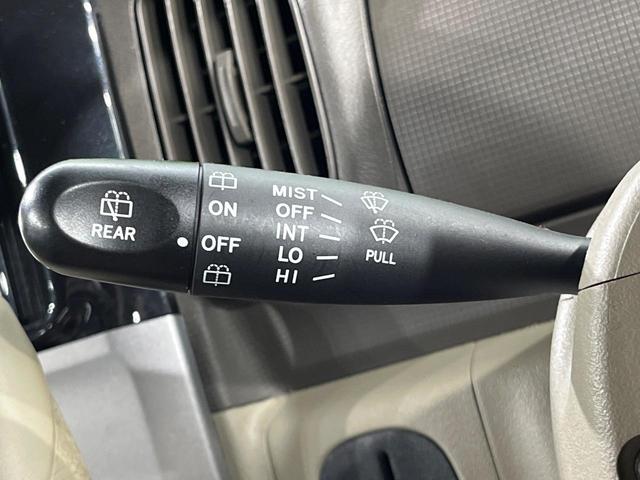 REAR
ON
OFF
MIST
OFF
INT
LO
HI
PULL